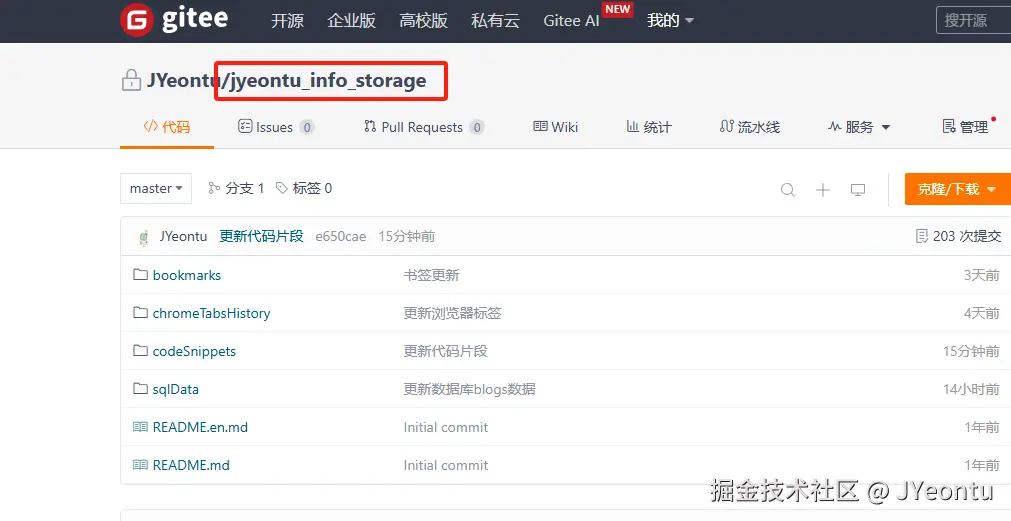 gitee 开源 企业版 高校版 私有云 Gitee AI NEW 我的 搜开源
JYeontu/jyeontu_info_storage
代码 Issues 0 Pull Requests 0 Wiki 统计 流水线 服务 管理
master 分支 1 标签 0 克隆/下载
JYeontu 更新代码片段 e650cae 15分钟前 203 次提交
bookmarks 书签更新 3天前
chromeTabsHistory 更新浏览器标签 4天前
codeSnippets 更新代码片段 15分钟前
sqlData 更新数据库blogs数据 14小时前
README.en.md Initial commit 1年前
README.md Initial commit 1年前
掘金技术社区 @ JYeontu